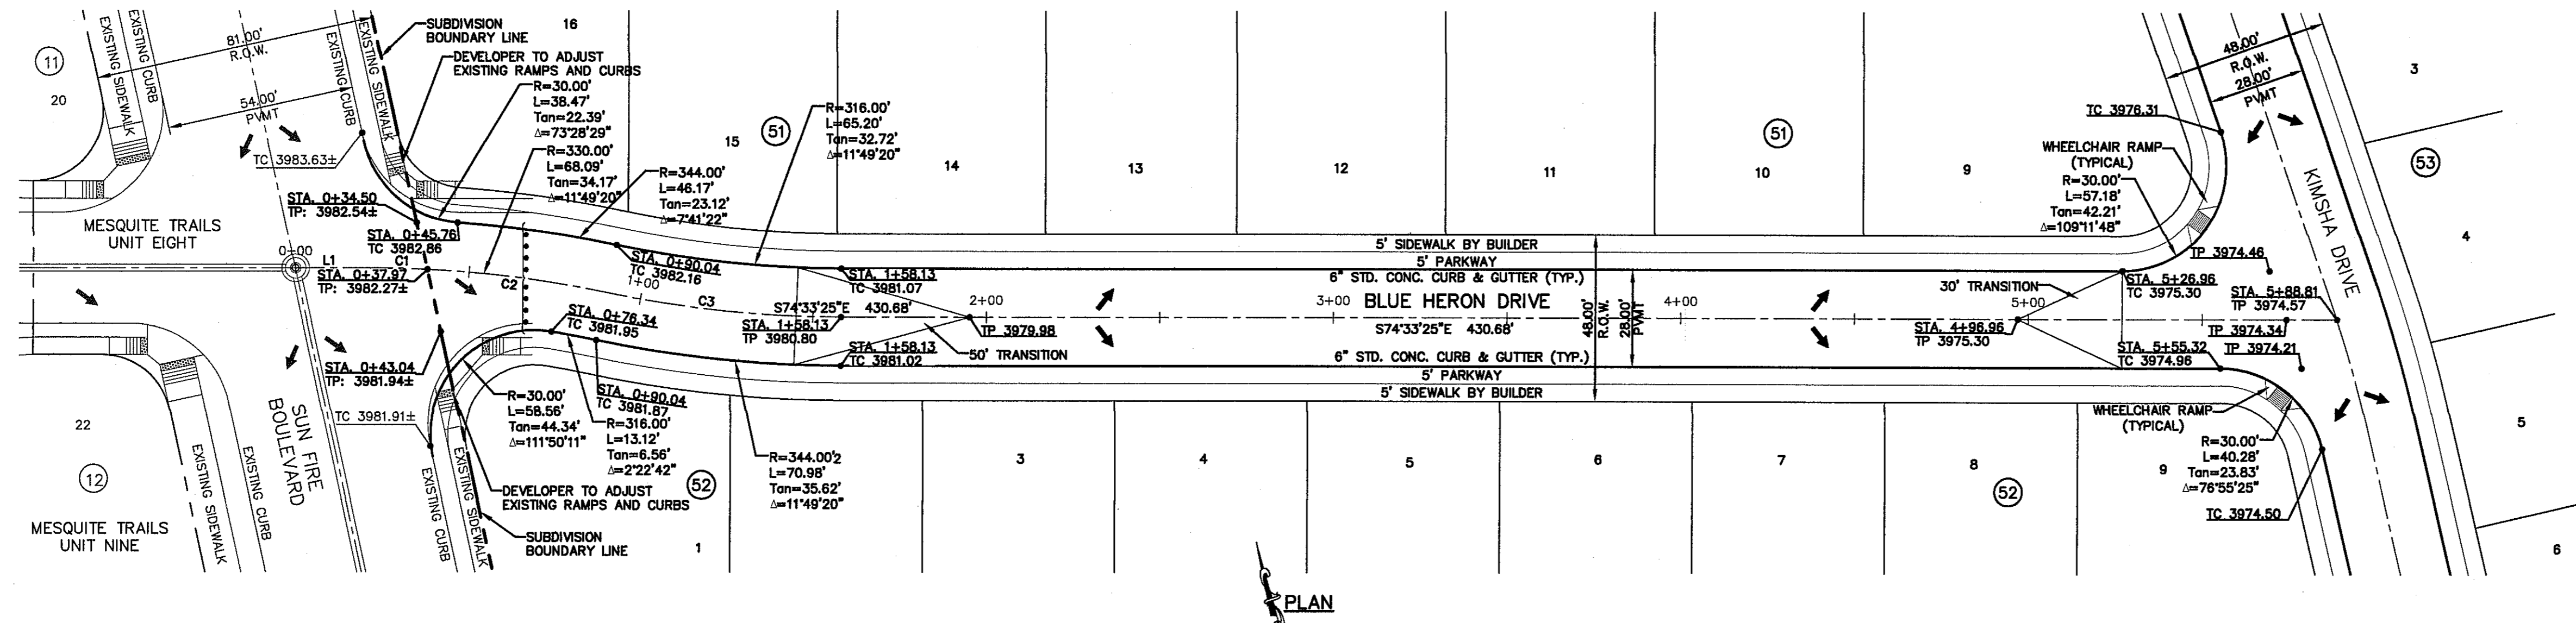 11
20
EXISTING SIDEWALK
EXISTING CURB
81.00'
R.O.W.
54.00'
PVMT
EXISTING CURB
EXISTING SIDEWALK
SUBDIVISION
BOUNDARY LINE
16
DEVELOPER TO ADJUST
EXISTING RAMPS AND CURBS
R=30.00'
L=38.47'
Tan=22.39'
Δ=73°28'29"
R=330.00'
L=68.09'
Tan=34.17'
Δ=11°49'20"
15
51
R=316.00'
L=65.20'
Tan=32.72'
Δ=11°49'20"
R=344.00'
L=46.17'
Tan=23.12'
Δ=7°41'22"
14
13
12
11
51
10
9
TC 3983.63±
STA. 0+34.50
TP: 3982.54±
STA. 0+45.76
TC 3982.86
MESQUITE TRAILS
UNIT EIGHT
0+00
L1
C1
STA. 0+37.97
TP: 3982.27±
C2
STA. 0+90.04
TC 3982.16
1+00
C3
STA. 1+58.13
TC 3981.07
S74°33'25"E 430.68'
STA. 1+58.13
TP 3980.80
2+00
TP 3979.98
STA. 1+58.13
TC 3981.02
50' TRANSITION
STA. 0+76.34
TC 3981.95
STA. 0+43.04
TP: 3981.94±
5' SIDEWALK BY BUILDER
5' PARKWAY
6" STD. CONC. CURB & GUTTER (TYP.)
3+00
BLUE HERON DRIVE
S74°33'25"E 430.68'
48.00'
R.O.W.
28.00'
PVMT
4+00
6" STD. CONC. CURB & GUTTER (TYP.)
5' PARKWAY
5' SIDEWALK BY BUILDER
48.00'
R.O.W.
28.00'
PVMT
3
TC 3976.31
WHEELCHAIR RAMP
(TYPICAL)
R=30.00'
L=57.18'
Tan=42.21'
Δ=109°11'48"
53
KIMSHA DRIVE
4
TP 3974.46
STA. 5+26.96
TC 3975.30
30' TRANSITION
5+00
STA. 5+88.81
TP 3974.57
STA. 4+96.96
TP 3975.30
TP 3974.34
TP 3974.21
STA. 5+55.32
TC 3974.96
WHEELCHAIR RAMP
(TYPICAL)
R=30.00'
L=40.28'
Tan=23.83'
Δ=76°55'25"
TC 3974.50
5
6
TC 3981.91±
SUN FIRE
BOULEVARD
22
12
MESQUITE TRAILS
UNIT NINE
EXISTING SIDEWALK
EXISTING CURB
EXISTING CURB
EXISTING SIDEWALK
R=30.00'
L=58.56'
Tan=44.34'
Δ=111°50'11"
STA. 0+90.04
TC 3981.87
R=316.00'
L=13.12'
Tan=6.56'
Δ=2°22'42"
DEVELOPER TO ADJUST
EXISTING RAMPS AND CURBS
52
SUBDIVISION
BOUNDARY LINE
1
R=344.00'2
L=70.98'
Tan=35.62'
Δ=11°49'20"
3
4
5
6
7
8
52
9
PLAN